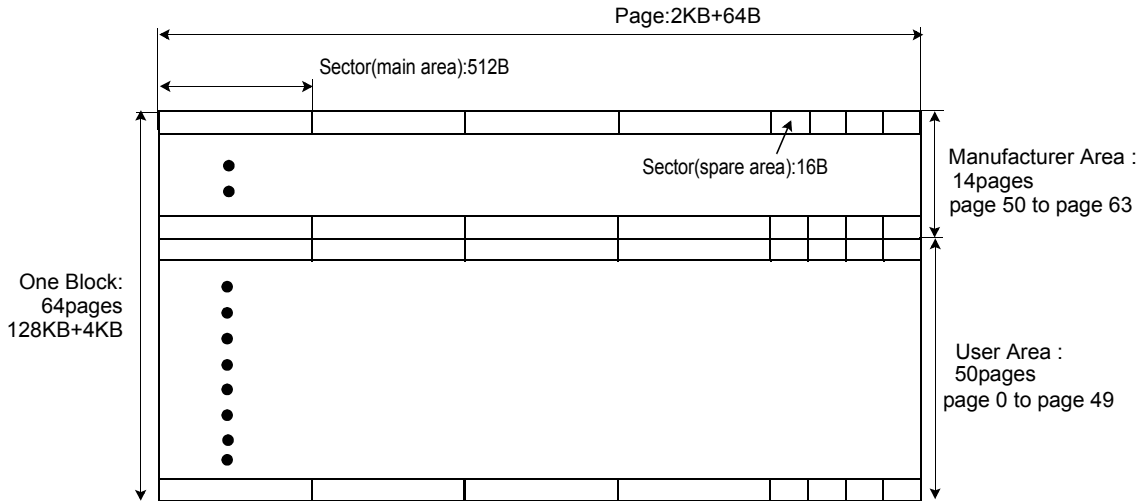 Page:2KB+64B
Sector(main area):512B
Sector(spare area):16B
Manufacturer Area :
14pages
page 50 to page 63
One Block:
64pages
128KB+4KB
User Area :
50pages
page 0 to page 49